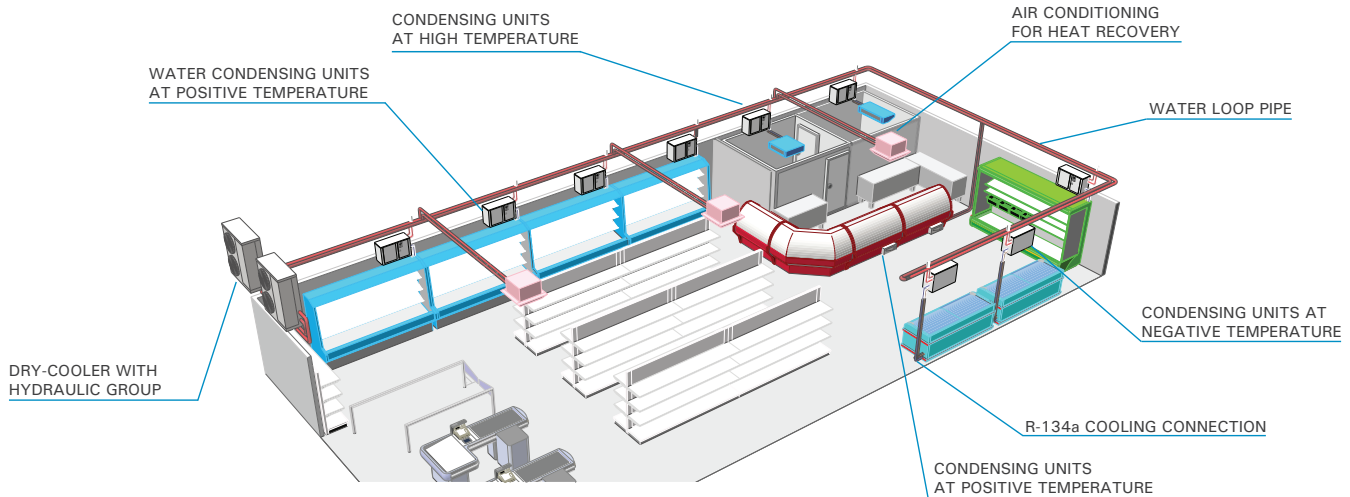 CONDENSING UNITS
AT HIGH TEMPERATURE
AIR CONDITIONING
FOR HEAT RECOVERY
WATER CONDENSING UNITS
AT POSITIVE TEMPERATURE
WATER LOOP PIPE
CONDENSING UNITS AT
NEGATIVE TEMPERATURE
DRY-COOLER WITH
HYDRAULIC GROUP
R-134a COOLING CONNECTION
CONDENSING UNITS
AT POSITIVE TEMPERATURE